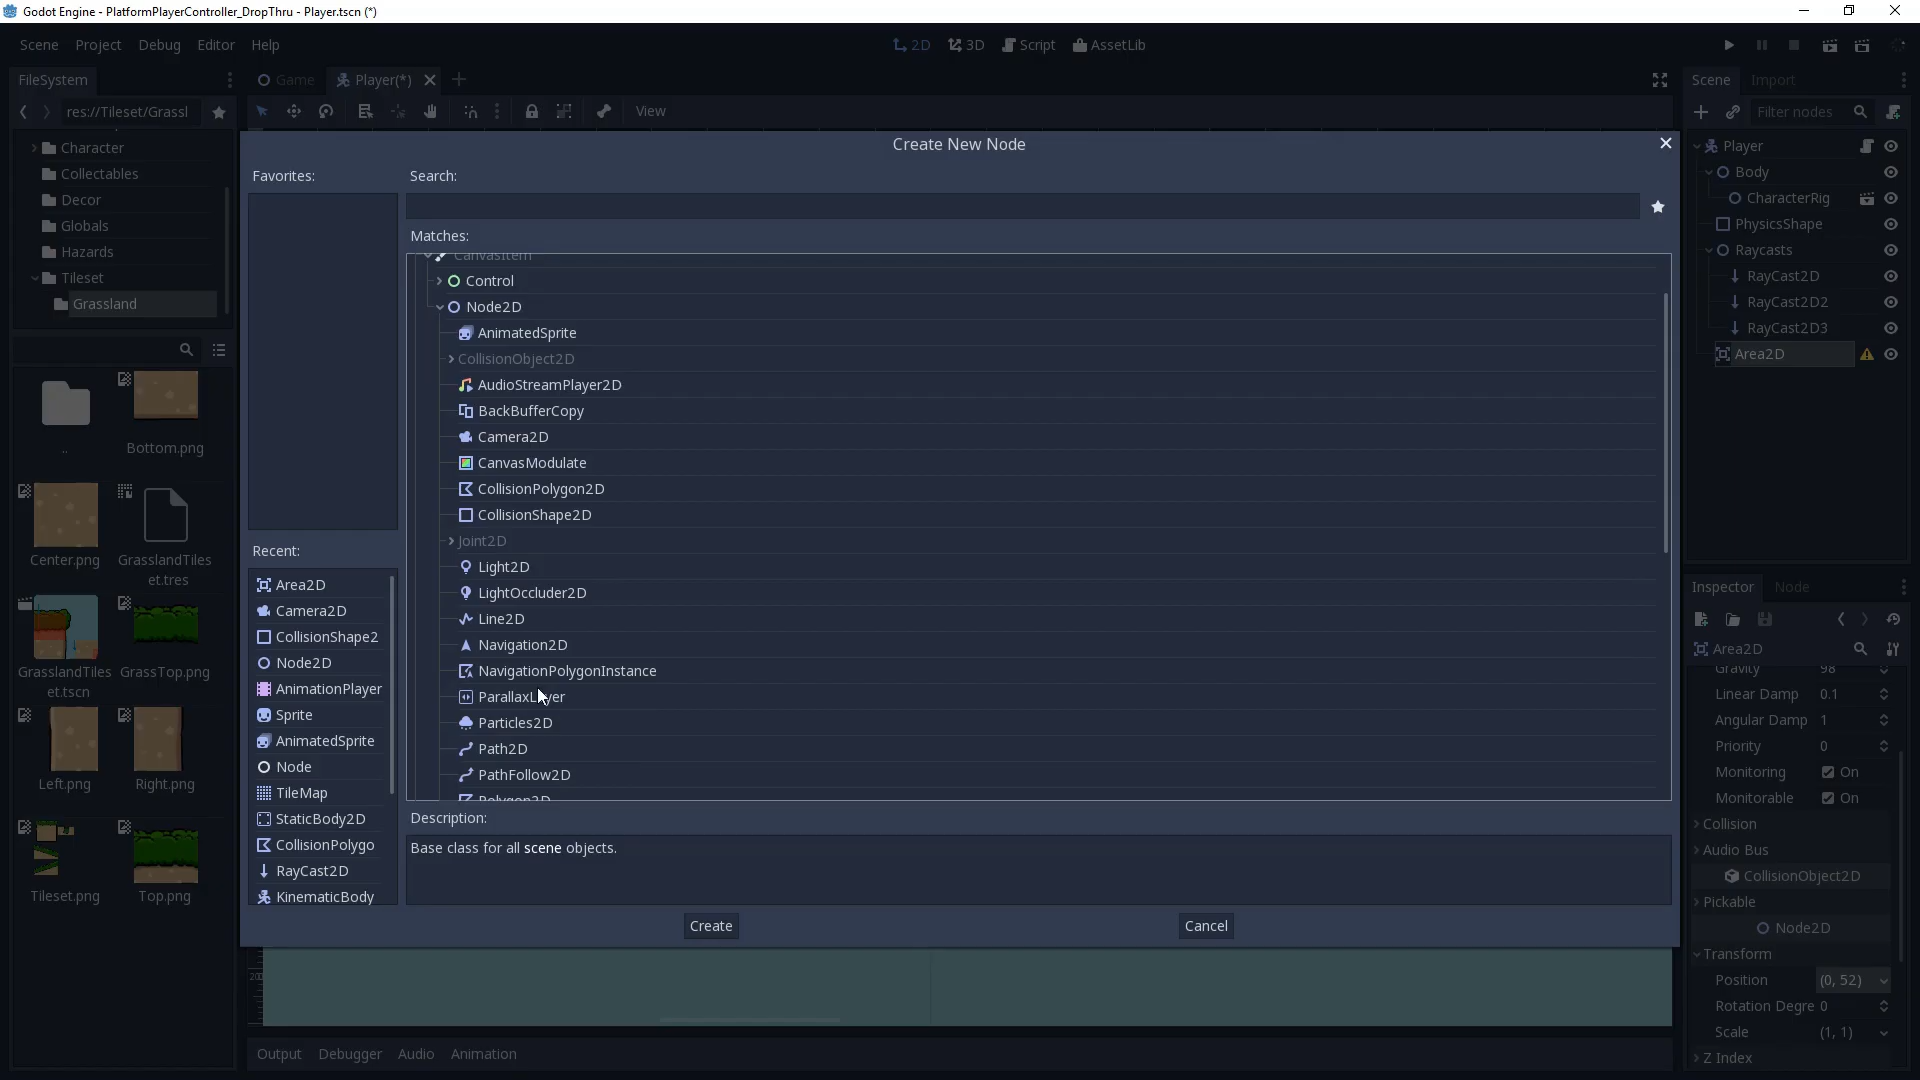 Godot Engine - PlatformPlayerController_DropThru - Player.tscn (*)
Scene Project Debug Editor Help
2D 3D Script AssetLib
FileSystem
Game Player(*)
Scene Import
res://Tileset/Grassl
View
Filter nodes
Character
Collectables
Decor
Globals
Hazards
Tileset
Grassland
..
Bottom.png
Center.png
GrasslandTiles
et.tres
GrasslandTiles
et.tscn
GrassTop.png
Left.png
Right.png
Tileset.png
Top.png
Create New Node
Favorites:
Search:
Matches:
CanvasItem
Control
Node2D
AnimatedSprite
CollisionObject2D
AudioStreamPlayer2D
BackBufferCopy
Camera2D
CanvasModulate
CollisionPolygon2D
CollisionShape2D
Joint2D
Light2D
LightOccluder2D
Line2D
Navigation2D
NavigationPolygonInstance
ParallaxLayer
Particles2D
Path2D
PathFollow2D
Polygon2D
Recent:
Area2D
Camera2D
CollisionShape2
Node2D
AnimationPlayer
Sprite
AnimatedSprite
Node
TileMap
StaticBody2D
CollisionPolygo
RayCast2D
KinematicBody
Description:
Base class for all scene objects.
Create
Cancel
200
Output Debugger Audio Animation
Player
Body
CharacterRig
PhysicsShape
Raycasts
RayCast2D
RayCast2D2
RayCast2D3
Area2D
Inspector Node
Area2D
Gravity 98
Linear Damp 0.1
Angular Damp 1
Priority 0
Monitoring On
Monitorable On
Collision
Audio Bus
CollisionObject2D
Pickable
Node2D
Transform
Position (0, 52)
Rotation Degre 0
Scale (1, 1)
Z Index